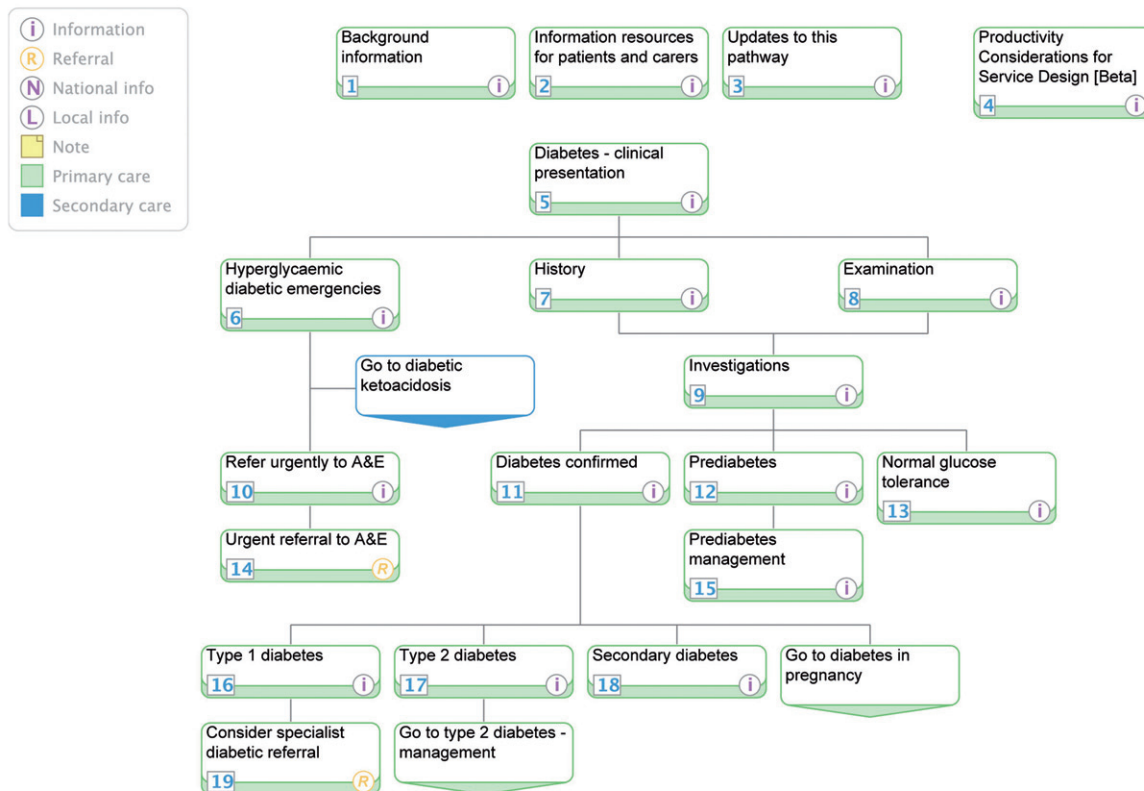 i Information
R Referral
N National info
L Local info
Note
Primary care
Secondary care
Background
information
1 i
Information resources
for patients and carers
2 i
Updates to this
pathway
3 i
Productivity
Considerations for
Service Design [Beta]
4 i
Diabetes - clinical
presentation
5 i
Hyperglycaemic
diabetic emergencies
6 i
History
7 i
Examination
8 i
Go to diabetic
ketoacidosis
Investigations
9 i
Refer urgently to A&E
10 i
Diabetes confirmed
11 i
Prediabetes
12 i
Normal glucose
tolerance
13 i
Urgent referral to A&E
14 R
Prediabetes
management
15 i
Type 1 diabetes
16 i
Type 2 diabetes
17 i
Secondary diabetes
18 i
Go to diabetes in
pregnancy
Consider specialist
diabetic referral
19 R
Go to type 2 diabetes -
management